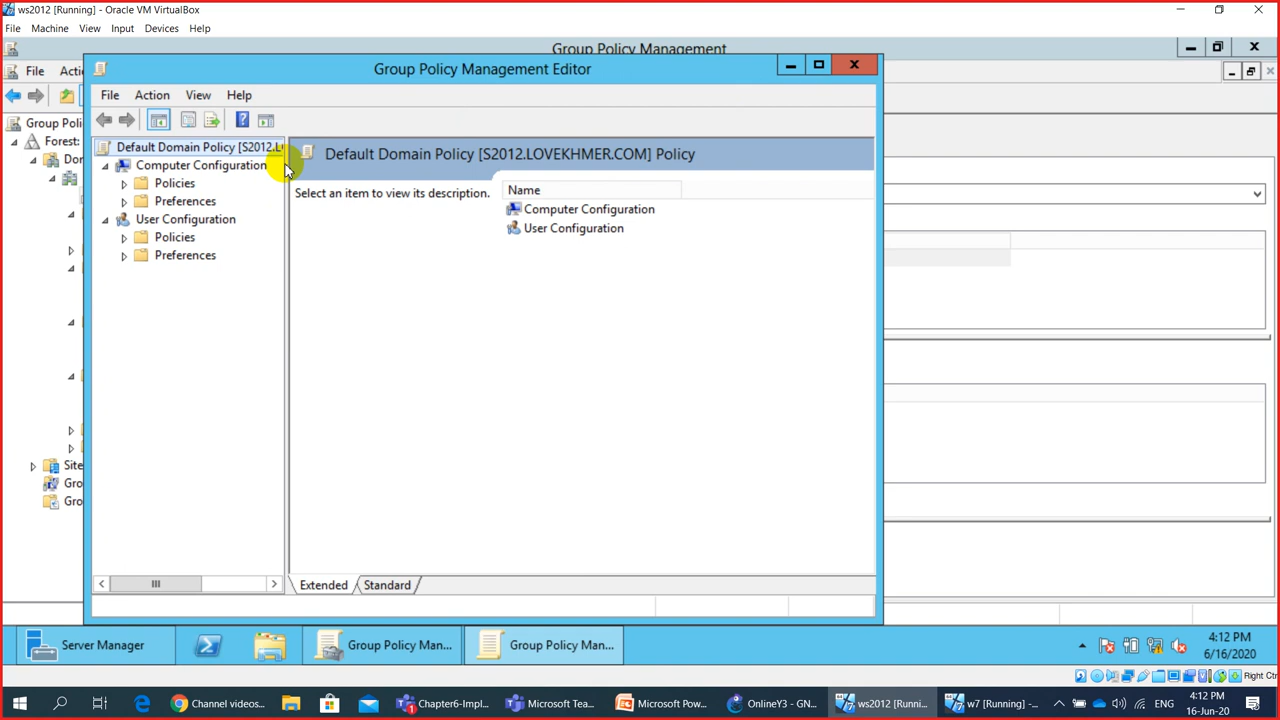 ws2012 [Running] - Oracle VM VirtualBox
File Machine View Input Devices Help
Group Policy Management
File Acti
Group Policy Management Editor
File Action View Help
Group Poli
Forest:
Don
Site
Gro
Gro
Default Domain Policy [S2012.L
Computer Configuration
Policies
Preferences
User Configuration
Policies
Preferences
Default Domain Policy [S2012.LOVEKHMER.COM] Policy
Select an item to view its description.
Name
Computer Configuration
User Configuration
Extended Standard
Server Manager
Group Policy Man...
Group Policy Ma...
4:12 PM
6/16/2020
Right Ctr
Channel videos...
Chapter6-Impl...
Microsoft Tea...
Microsoft Pow...
OnlineY3 - GN...
ws2012 [Runni...
w7 [Running] -...
ENG
4:12 PM
16-Jun-20